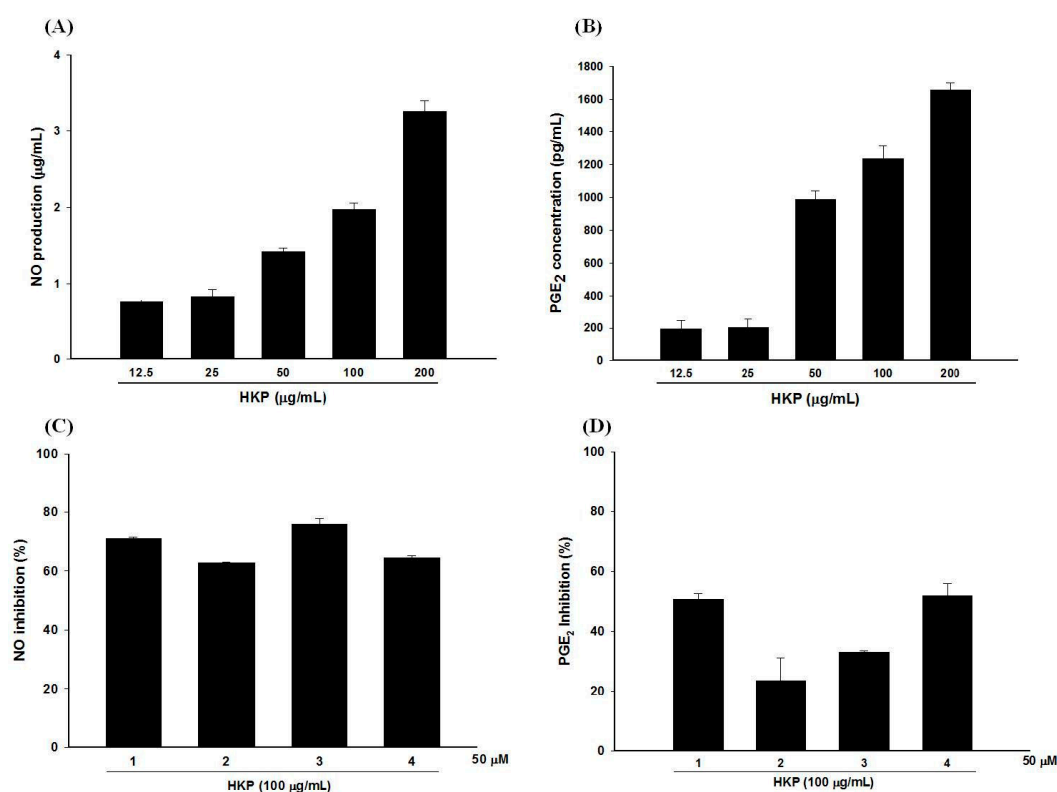 (A)
4
3
2
1
0
NO production (μg/mL)
12.5 25 50 100 200
HKP (μg/mL)
(B)
1800
1600
1400
1200
1000
800
600
400
200
0
PGE2 concentration (pg/mL)
12.5 25 50 100 200
HKP (μg/mL)
(C)
100
80
60
40
20
0
NO inhibition (%)
1 2 3 4 50 μM
HKP (100 μg/mL)
(D)
100
80
60
40
20
0
PGE2 Inhibition (%)
1 2 3 4 50 μM
HKP (100 μg/mL)